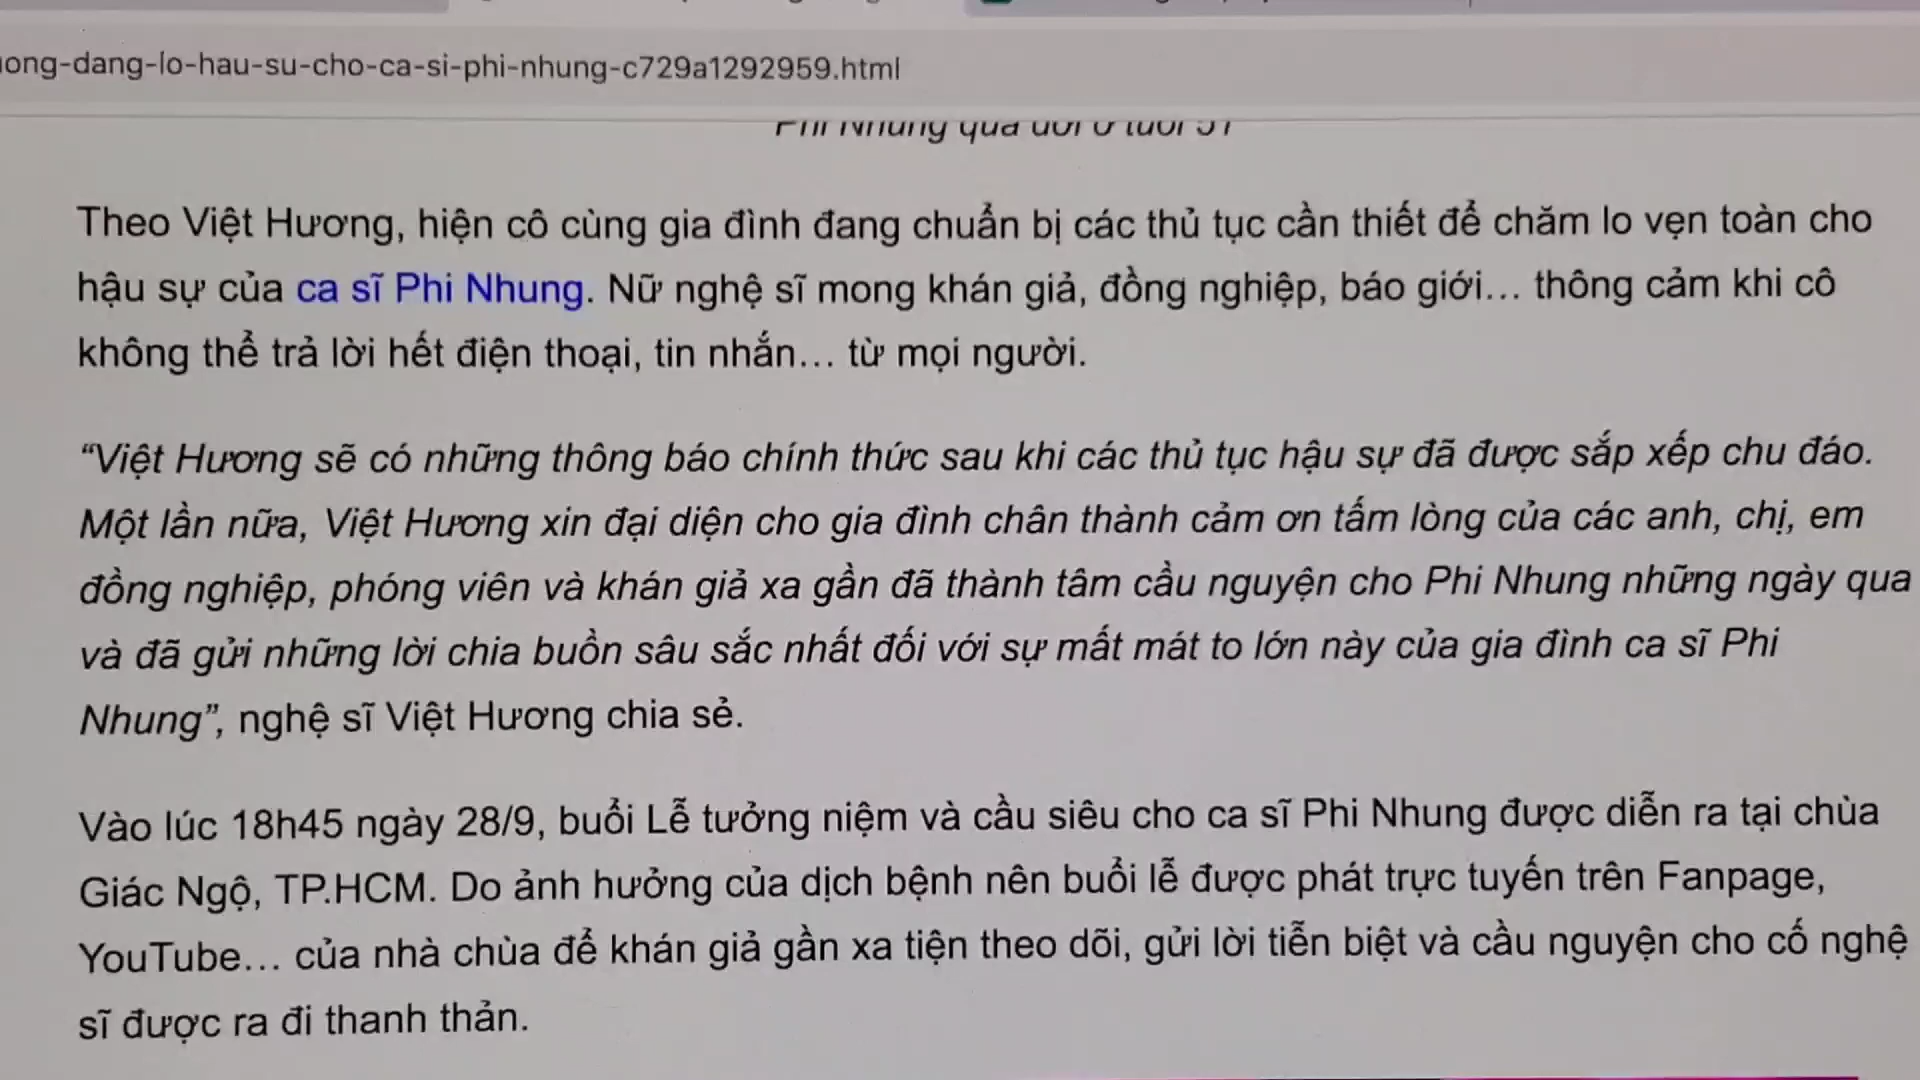 ong-dang-lo-hau-su-cho-ca-si-phi-nhung-c729a1292959.html
Phi Nhung qua đời ở tuổi 51
Theo Việt Hương, hiện cô cùng gia đình đang chuẩn bị các thủ tục cần thiết để chăm lo vẹn toàn cho
hậu sự của ca sĩ Phi Nhung. Nữ nghệ sĩ mong khán giả, đồng nghiệp, báo giới... thông cảm khi cô
không thể trả lời hết điện thoại, tin nhắn... từ mọi người.
“Việt Hương sẽ có những thông báo chính thức sau khi các thủ tục hậu sự đã được sắp xếp chu đáo.
Một lần nữa, Việt Hương xin đại diện cho gia đình chân thành cảm ơn tấm lòng của các anh, chị, em
đồng nghiệp, phóng viên và khán giả xa gần đã thành tâm cầu nguyện cho Phi Nhung những ngày qua
và đã gửi những lời chia buồn sâu sắc nhất đối với sự mất mát to lớn này của gia đình ca sĩ Phi
Nhung”, nghệ sĩ Việt Hương chia sẻ.
Vào lúc 18h45 ngày 28/9, buổi Lễ tưởng niệm và cầu siêu cho ca sĩ Phi Nhung được diễn ra tại chùa
Giác Ngộ, TP.HCM. Do ảnh hưởng của dịch bệnh nên buổi lễ được phát trực tuyến trên Fanpage,
YouTube... của nhà chùa để khán giả gần xa tiện theo dõi, gửi lời tiễn biệt và cầu nguyện cho cố nghệ
sĩ được ra đi thanh thản.